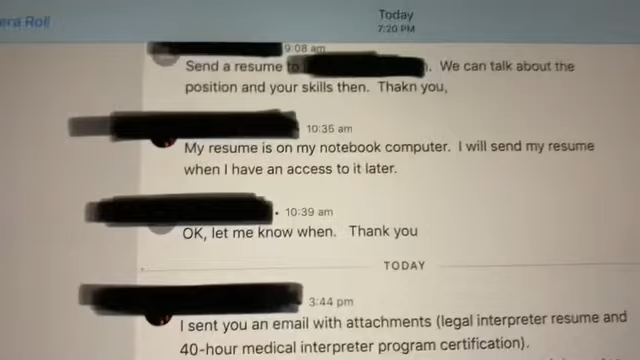 era Roll
Today
7:20 PM
9:08 am
Send a resume to. We can talk about the
position and your skills then. Thakn you,
10:35 am
My resume is on my notebook computer. I will send my resume
when I have an access to it later.
10:39 am
OK, let me know when. Thank you
TODAY
3:44 pm
I sent you an email with attachments (legal interpreter resume and
40-hour medical interpreter program certification).